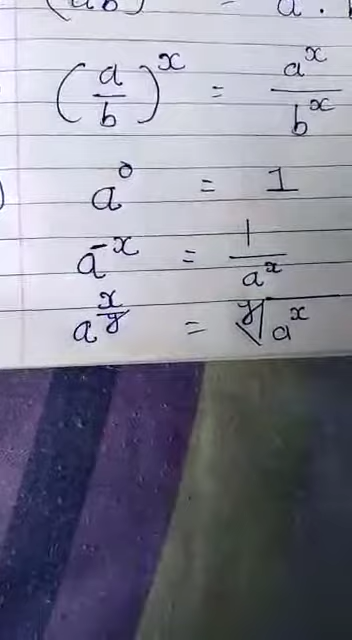 (a/b)^x = a^x/b^x
a^0 = 1
a^-x = 1/a^x
a^x/y = y√a^x